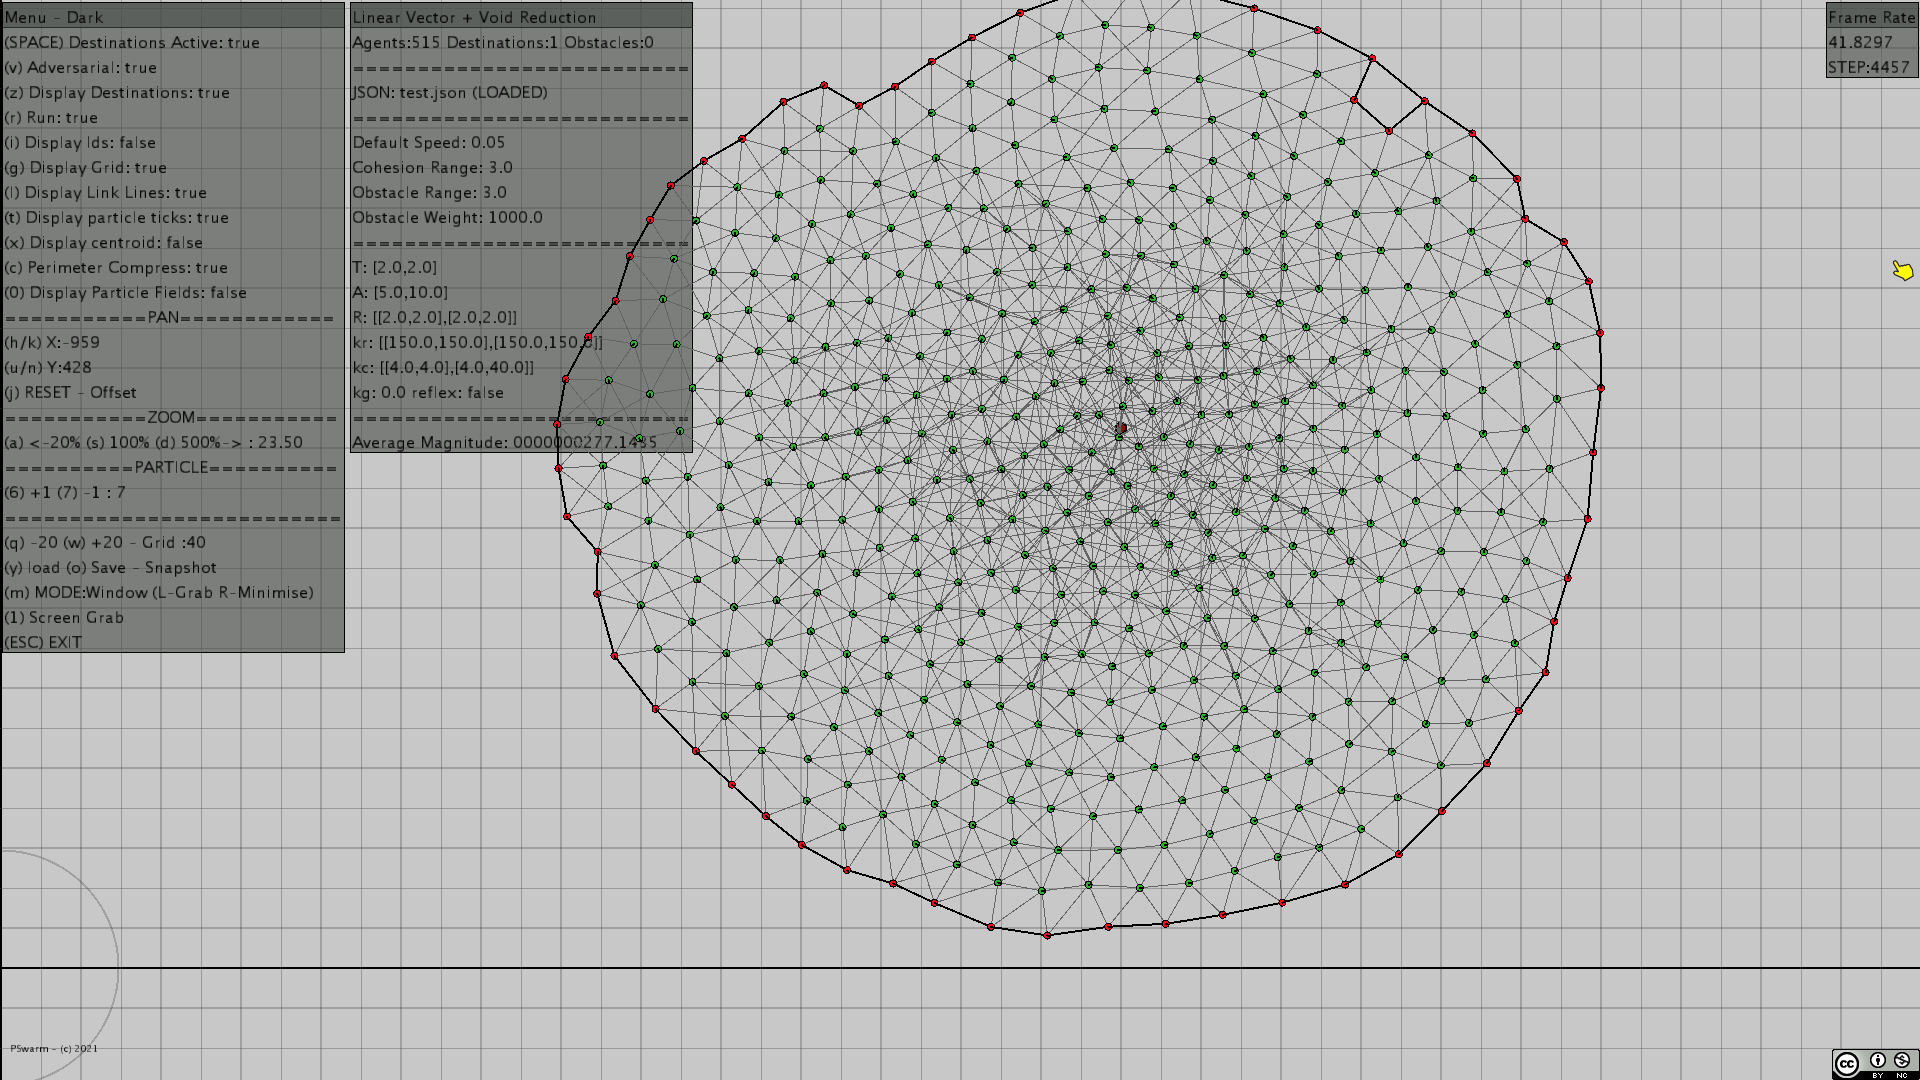 Menu - Dark
(SPACE) Destinations Active: true
(v) Adversarial: true
(z) Display Destinations: true
(r) Run: true
(i) Display Ids: false
(g) Display Grid: true
(l) Display Link Lines: true
(t) Display particle ticks: true
(x) Display centroid: false
(c) Perimeter Compress: true
(0) Display Particle Fields: false
===========PAN=============
(h/k) X:-959
(u/n) Y:428
(j) RESET - Offset
===========ZOOM===========
(a) <-20% (s) 100% (d) 500%-> : 23.50
==========PARTICLE==========
(6) +1 (7) -1 : 7
==========================
(q) -20 (w) +20 - Grid :40
(y) load (o) Save - Snapshot
(m) MODE:Window (L-Grab R-Minimise)
(1) Screen Grab
(ESC) EXIT
Linear Vector + Void Reduction
Agents:515 Destinations:1 Obstacles:0
==========================
JSON: test.json (LOADED)
==========================
Default Speed: 0.05
Cohesion Range: 3.0
Obstacle Range: 3.0
Obstacle Weight: 1000.0
==========================
T: [2.0,2.0]
A: [5.0,10.0]
R: [[2.0,2.0],[2.0,2.0]]
kr: [[150.0,150.0],[150.0,150.0]]
kc: [[4.0,4.0],[4.0,40.0]]
kg: 0.0 reflex: false
==========================
Average Magnitude: 0000000277.1435
Frame Rate
41.8297
STEP:4457
PSwarm - (c) 2021
cc
BY NC